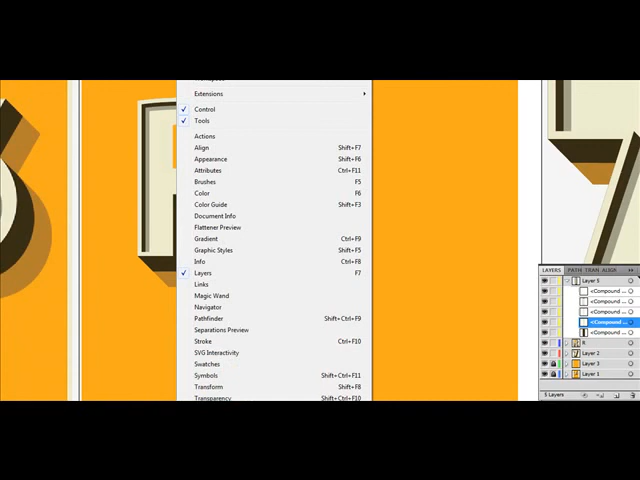 Extensions
Control
Tools
Actions
Align Shift+F7
Appearance Shift+F6
Attributes Ctrl+F11
Brushes F5
Color F6
Color Guide Shift+F3
Document Info
Flattener Preview
Gradient Ctrl+F9
Graphic Styles Shift+F5
Info Ctrl+F8
Layers F7
Links
Magic Wand
Navigator
Pathfinder Shift+Ctrl+F9
Separations Preview
Stroke Ctrl+F10
SVG Interactivity
Swatches
Symbols Shift+Ctrl+F11
Transform Shift+F8
Transparency Shift+Ctrl+F10
LAYERS PATH TRAN ALIGN
Layer 5
<Compound ...
<Compound ...
<Compound ...
<Compound ...
<Compound ...
R
Layer 2
Layer 3
Layer 1
5 Layers